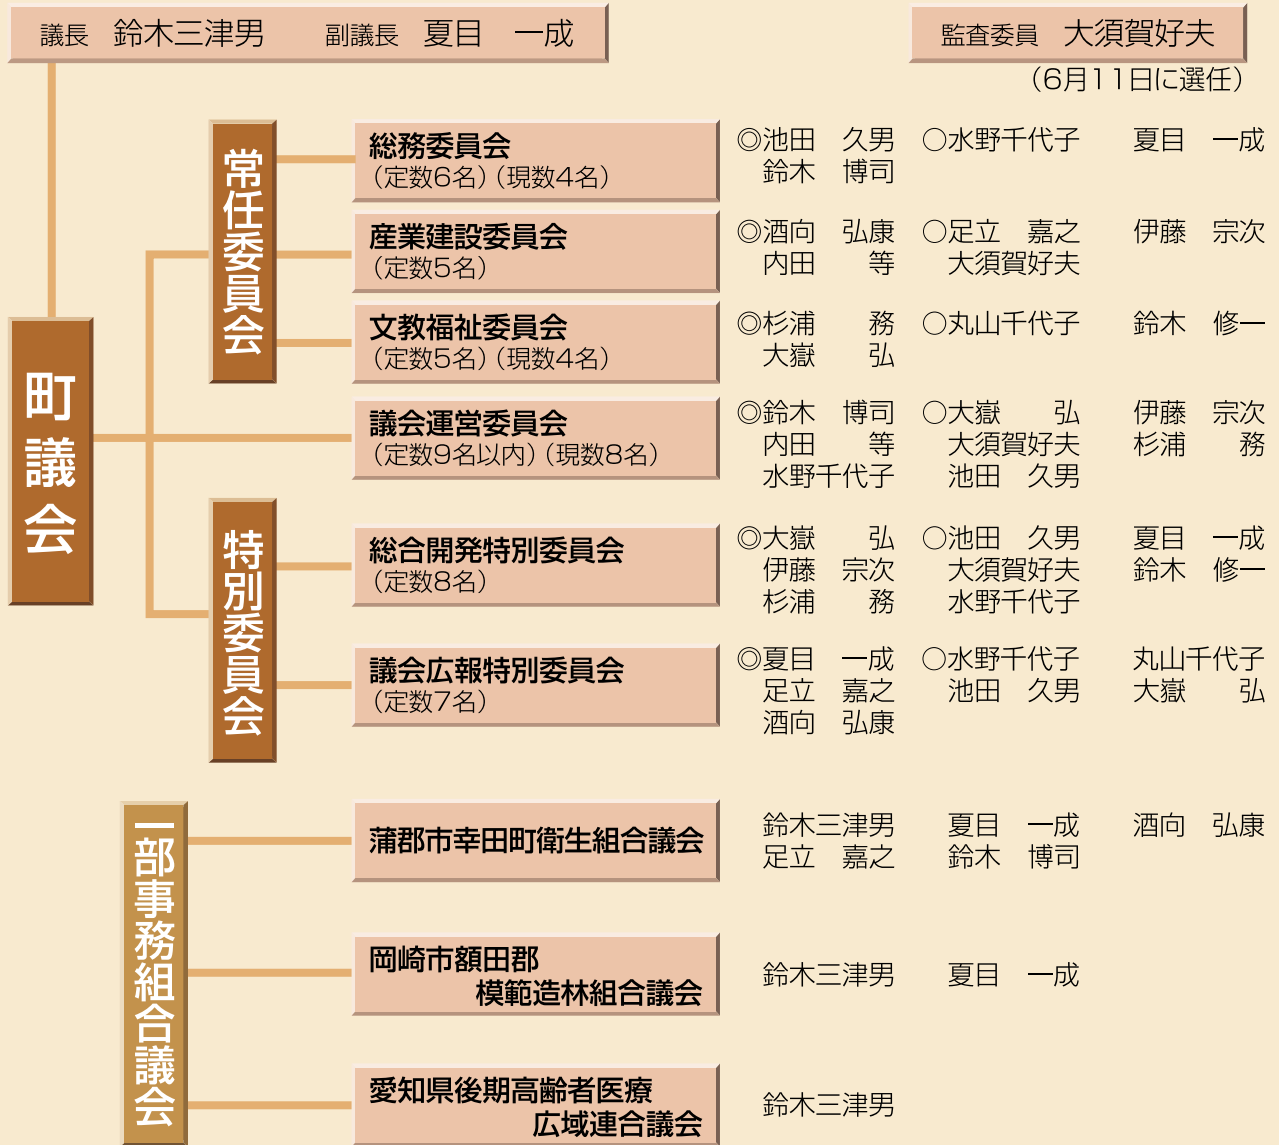 議長　鈴木三津男　　副議長　夏目　一成
監査委員　大須賀好夫
（6月11日に選任）
町議会
常任委員会
総務委員会
（定数6名）（現数4名）
◎池田　久男　○水野千代子　　夏目　一成
鈴木　博司
産業建設委員会
（定数5名）
◎酒向　弘康　○足立　嘉之　　伊藤　宗次
内田　　等　　大須賀好夫
文教福祉委員会
（定数5名）（現数4名）
◎杉浦　　務　○丸山千代子　　鈴木　修一
大嶽　　弘
議会運営委員会
（定数9名以内）（現数8名）
◎鈴木　博司　○大嶽　　弘　　伊藤　宗次
内田　　等　　大須賀好夫　　杉浦　　務
水野千代子　　池田　久男
特別委員会
総合開発特別委員会
（定数8名）
◎大嶽　　弘　○池田　久男　　夏目　一成
伊藤　宗次　　大須賀好夫　　鈴木　修一
杉浦　　務　　水野千代子
議会広報特別委員会
（定数7名）
◎夏目　一成　○水野千代子　　丸山千代子
足立　嘉之　　池田　久男　　大嶽　　弘
酒向　弘康
一部事務組合議会
蒲郡市幸田町衛生組合議会
鈴木三津男　　夏目　一成　　酒向　弘康
足立　嘉之　　鈴木　博司
岡崎市額田郡
模範造林組合議会
鈴木三津男　　夏目　一成
愛知県後期高齢者医療
広域連合議会
鈴木三津男